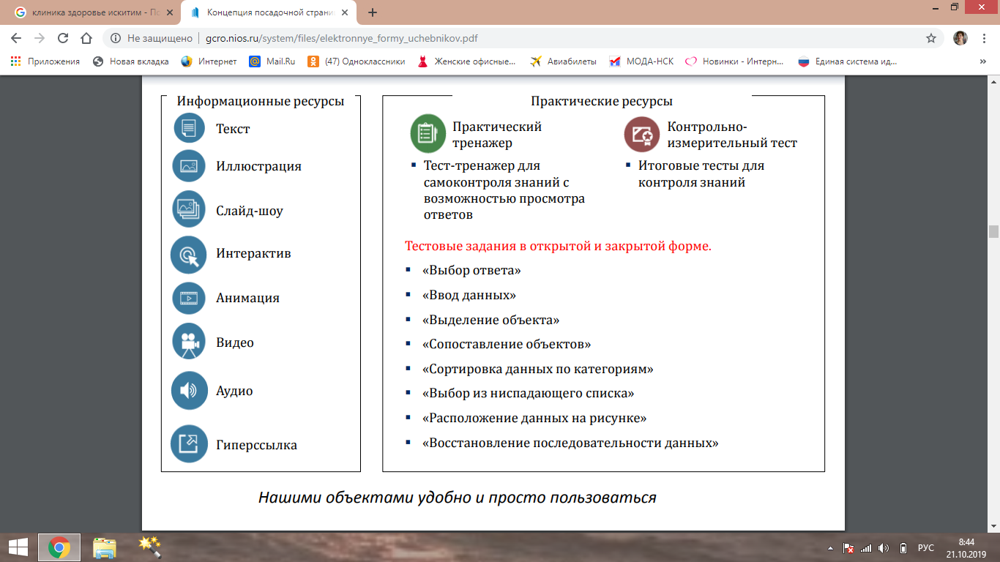 клиника здоровье искитим - По
Концепция посадочной страниц
Не защищено
gcro.nios.ru/system/files/elektronnye_formy_uchebnikov.pdf
Приложения
Новая вкладка
Интернет
Mail.Ru
(47) Одноклассники
Женские офисные...
Авиабилеты
МОДА-НСК
Новинки - Интерн...
Единая система ид...
»
Информационные ресурсы
Текст
Иллюстрация
Слайд-шоу
Интерактив
Анимация
Видео
Аудио
Гиперссылка
Практические ресурсы
Практический
тренажер
▪ Тест-тренажер для
самоконтроля знаний с
возможностью просмотра
ответов
Контрольно-
измерительный тест
▪ Итоговые тесты для
контроля знаний
Тестовые задания в открытой и закрытой форме.
▪ «Выбор ответа»
▪ «Ввод данных»
▪ «Выделение объекта»
▪ «Сопоставление объектов»
▪ «Сортировка данных по категориям»
▪ «Выбор из ниспадающего списка»
▪ «Расположение данных на рисунке»
▪ «Восстановление последовательности данных»
Нашими объектами удобно и просто пользоваться
РУС
8:44
21.10.2019